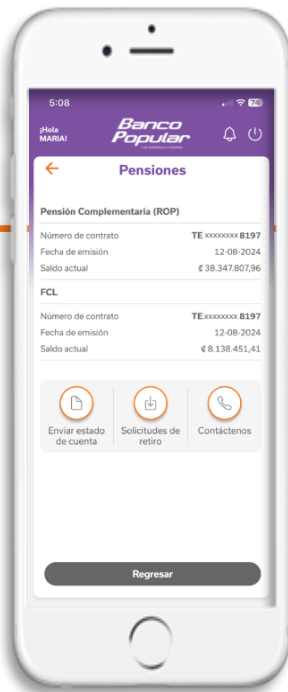 5:08
74
¡Hola
MARIA!
Banco
Popular
Pensiones
Pensión Complementaria (ROP)
Número de contrato TE xxxxxxxx 8197
Fecha de emisión 12-08-2024
Saldo actual ₡ 38.347.807,96
FCL
Número de contrato TE xxxxxxxx 8197
Fecha de emisión 12-08-2024
Saldo actual ₡ 8.138.451,41
Enviar estado
de cuenta
Solicitudes de
retiro
Contáctenos
Regresar